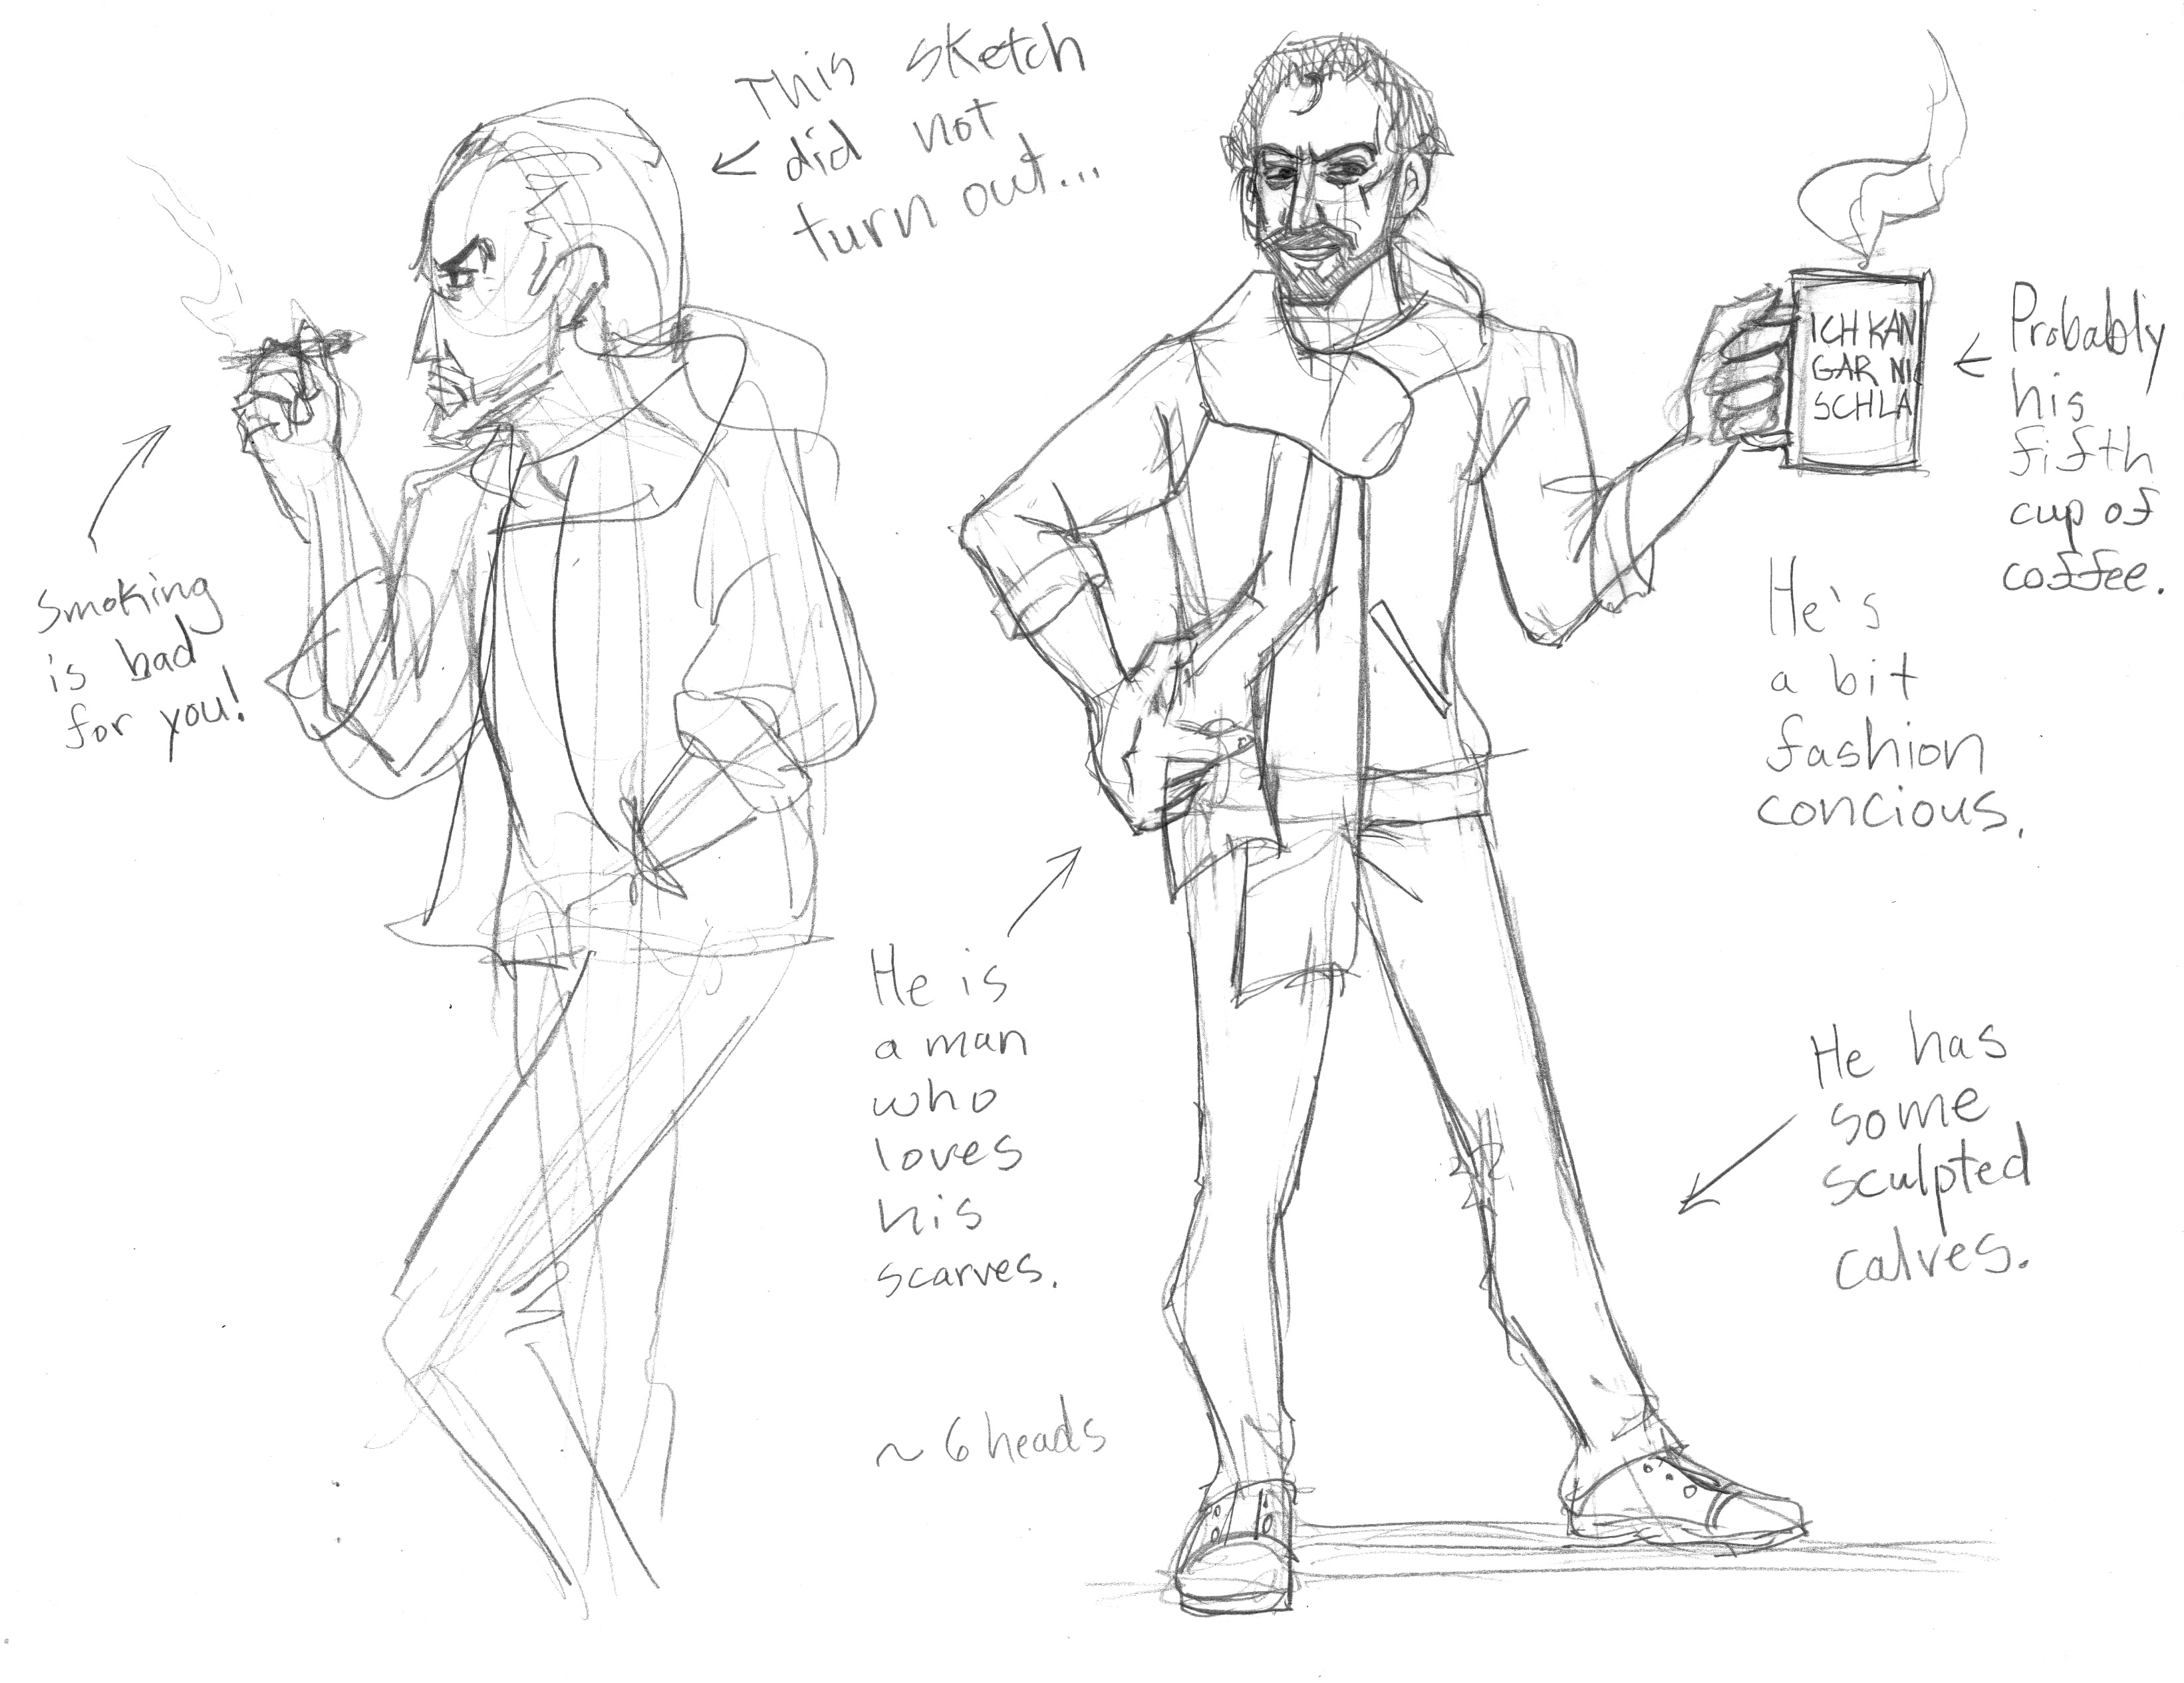 This sketch
did not
turn out...
Smoking
is bad
for you!
ICH KAN
GAR NI
SCHLA
Probably
his
fifth
cup of
coffee.
He's
a bit
fashion
concious.
He is
a man
who
loves
his
scarves.
He has
some
sculpted
calves.
~ 6 heads